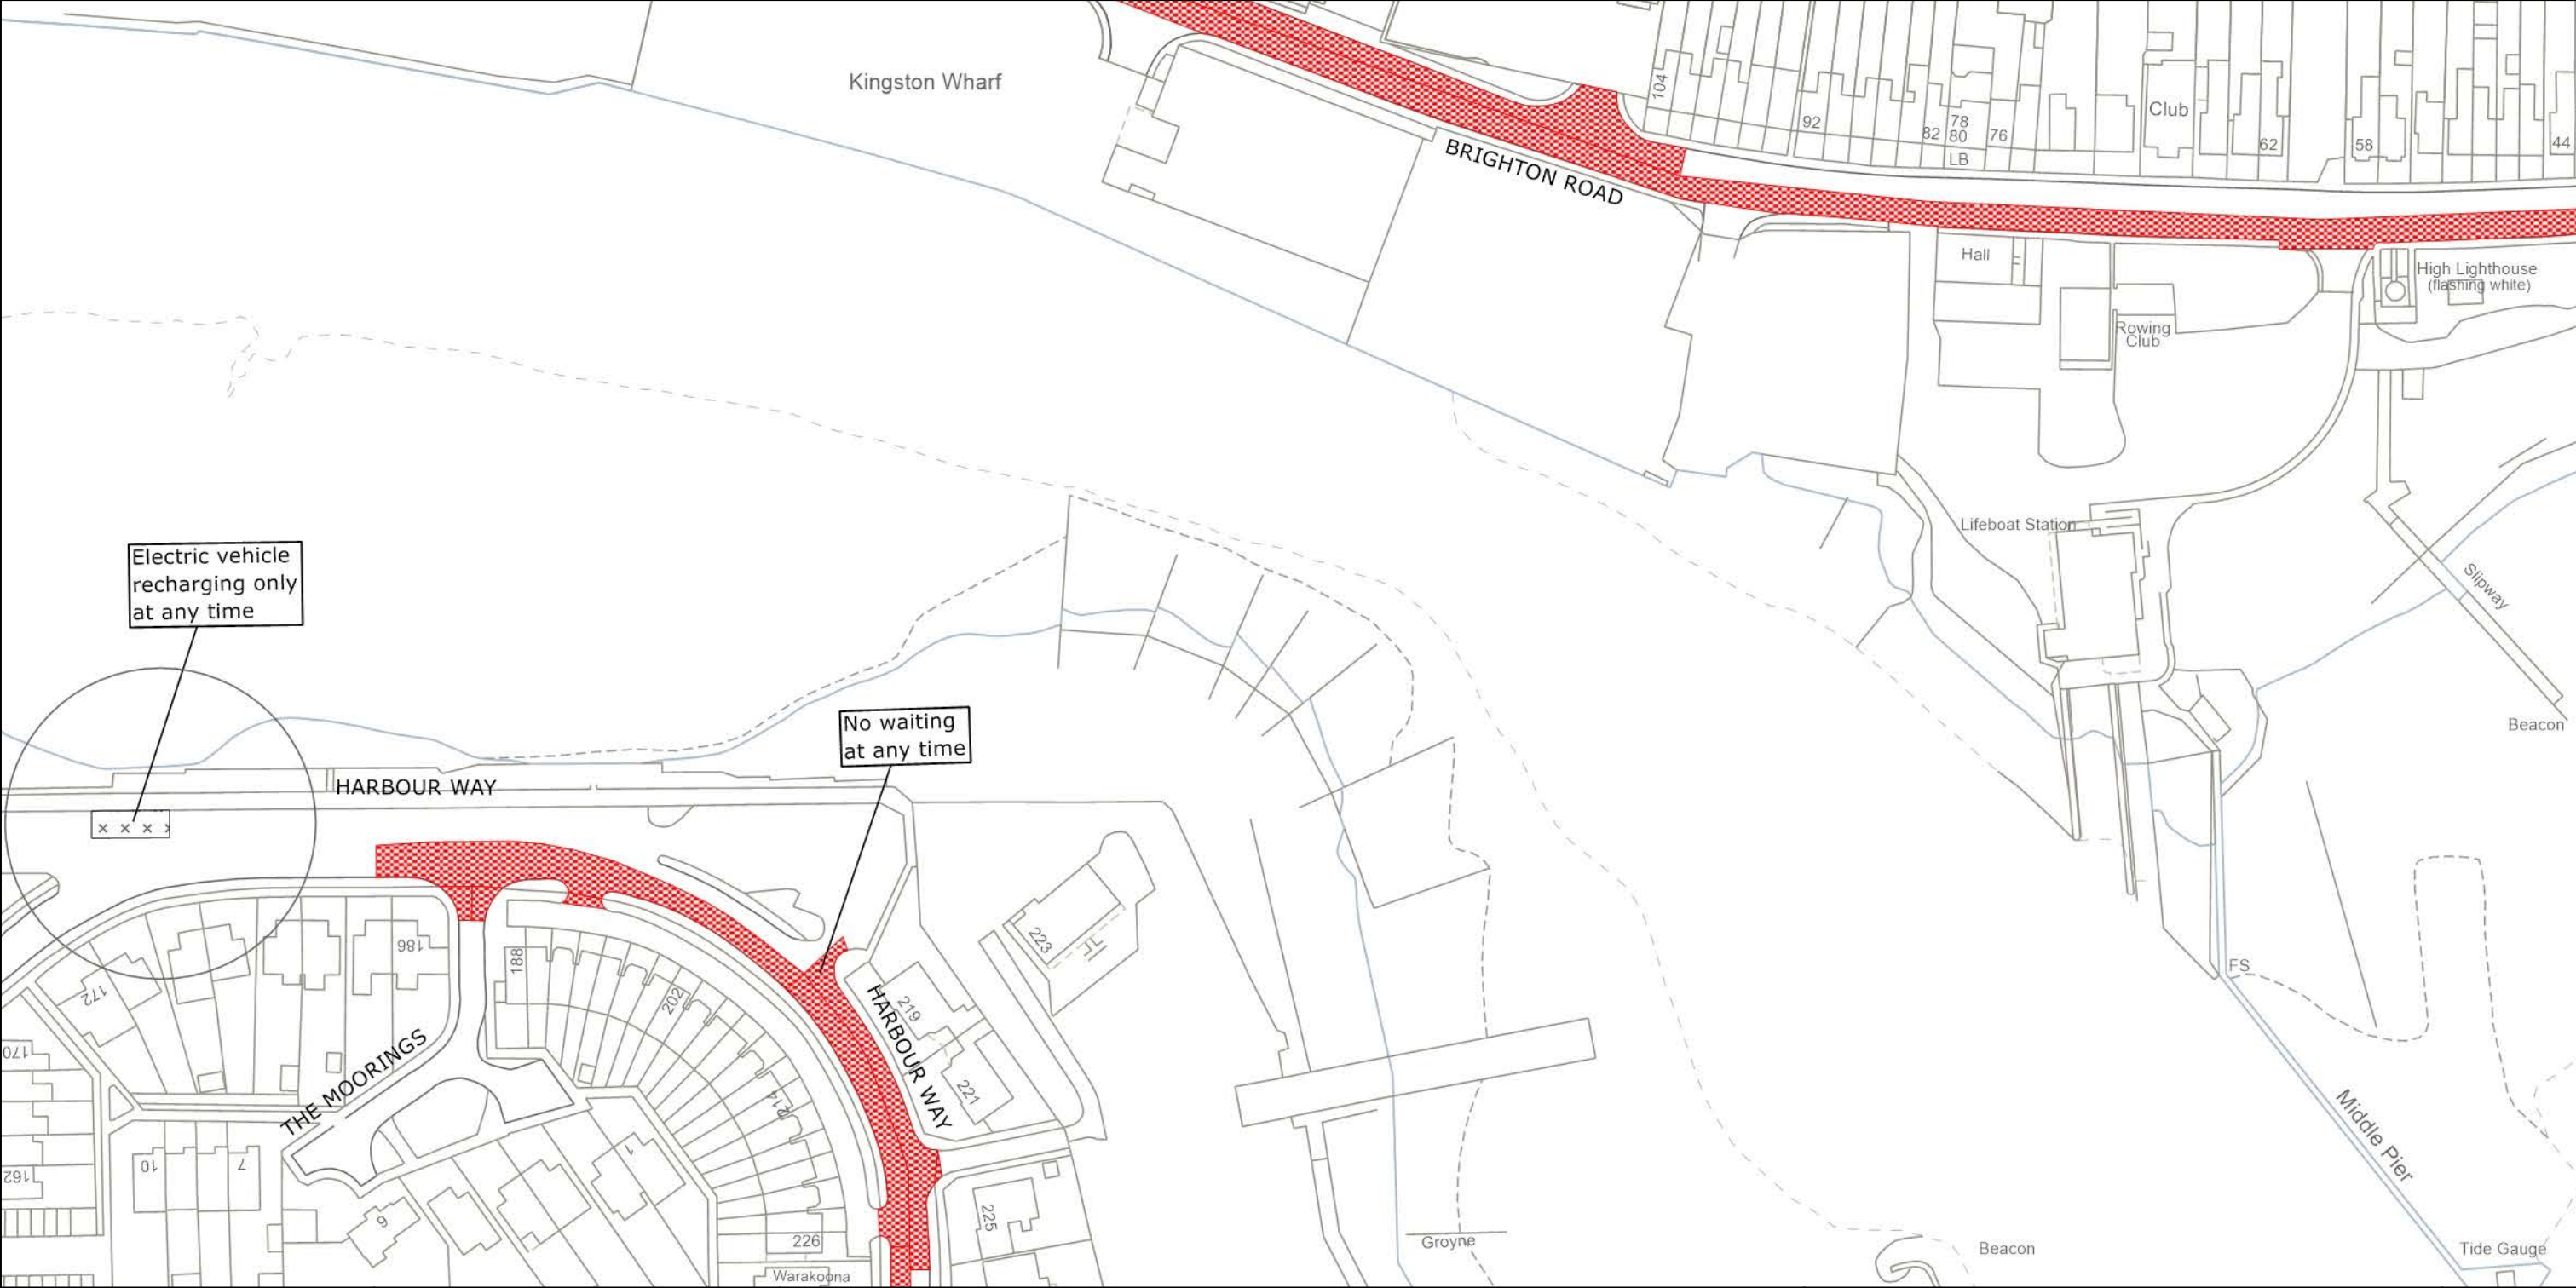 Kingston Wharf
BRIGHTON ROAD
104
92
82
78
80
76
LB
Club
62
58
44
Hall
High Lighthouse
(flashing white)
Rowing
Club
Lifeboat Station
Slipway
Beacon
Electric vehicle
recharging only
at any time
No waiting
at any time
HARBOUR WAY
x x x
HARBOUR WAY
THE MOORINGS
186
188
172
170
162
10
7
6
1
202
214
219
221
223
225
226
Warakoona
Groyne
FS
Middle Pier
Beacon
Tide Gauge